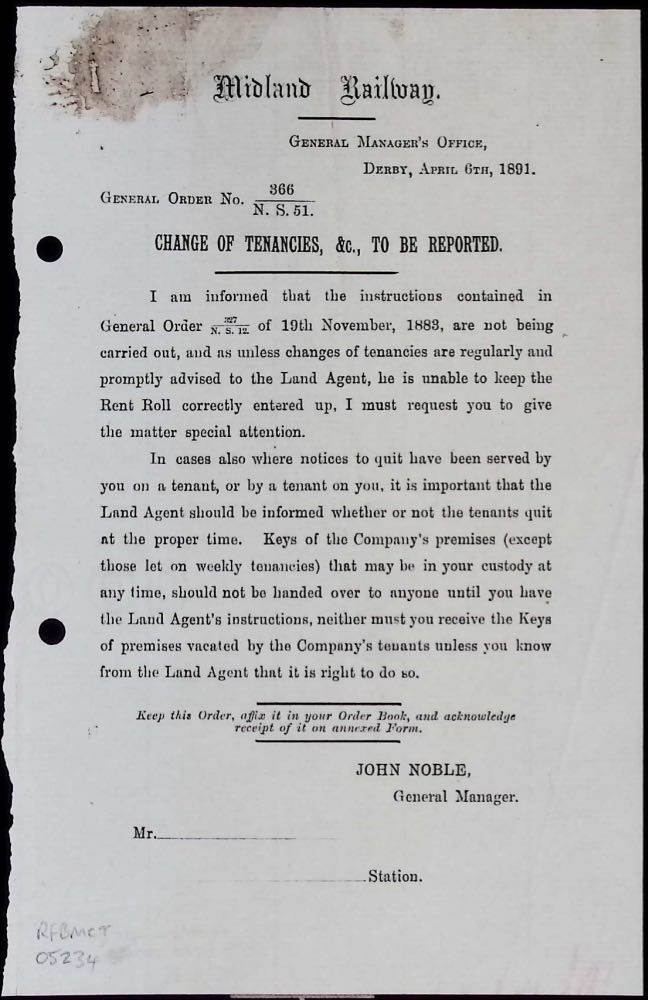 Midland Railway.
GENERAL MANAGER'S OFFICE,
DERBY, APRIL 6TH, 1891.
GENERAL ORDER No. 366
N. S. 51.
CHANGE OF TENANCIES, &c., TO BE REPORTED.
I am informed that the instructions contained in
General Order 327 N. S. 12. of 19th November, 1883, are not being
carried out, and as unless changes of tenancies are regularly and
promptly advised to the Land Agent, he is unable to keep the
Rent Roll correctly entered up, I must request you to give
the matter special attention.
In cases also where notices to quit have been served by
you on a tenant, or by a tenant on you, it is important that the
Land Agent should be informed whether or not the tenants quit
at the proper time. Keys of the Company's premises (except
those let on weekly tenancies) that may be in your custody at
any time, should not be handed over to anyone until you have
the Land Agent's instructions, neither must you receive the Keys
of premises vacated by the Company's tenants unless you know
from the Land Agent that it is right to do so.
Keep this Order, affix it in your Order Book, and acknowledge
receipt of it on annexed Form.
JOHN NOBLE,
General Manager.
Mr.
Station.
RFBMCT
05234